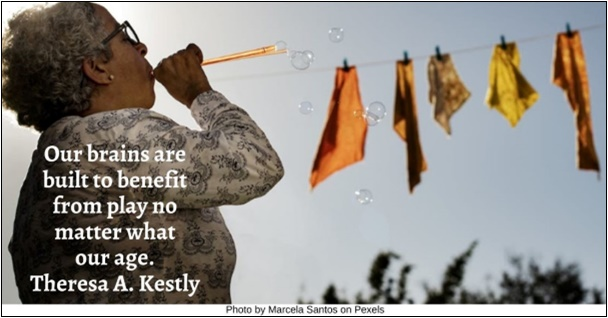 Our brains are
built to benefit
from play no
matter what
our age.
Theresa A. Kestly
Photo by Marcela Santos on Pexels